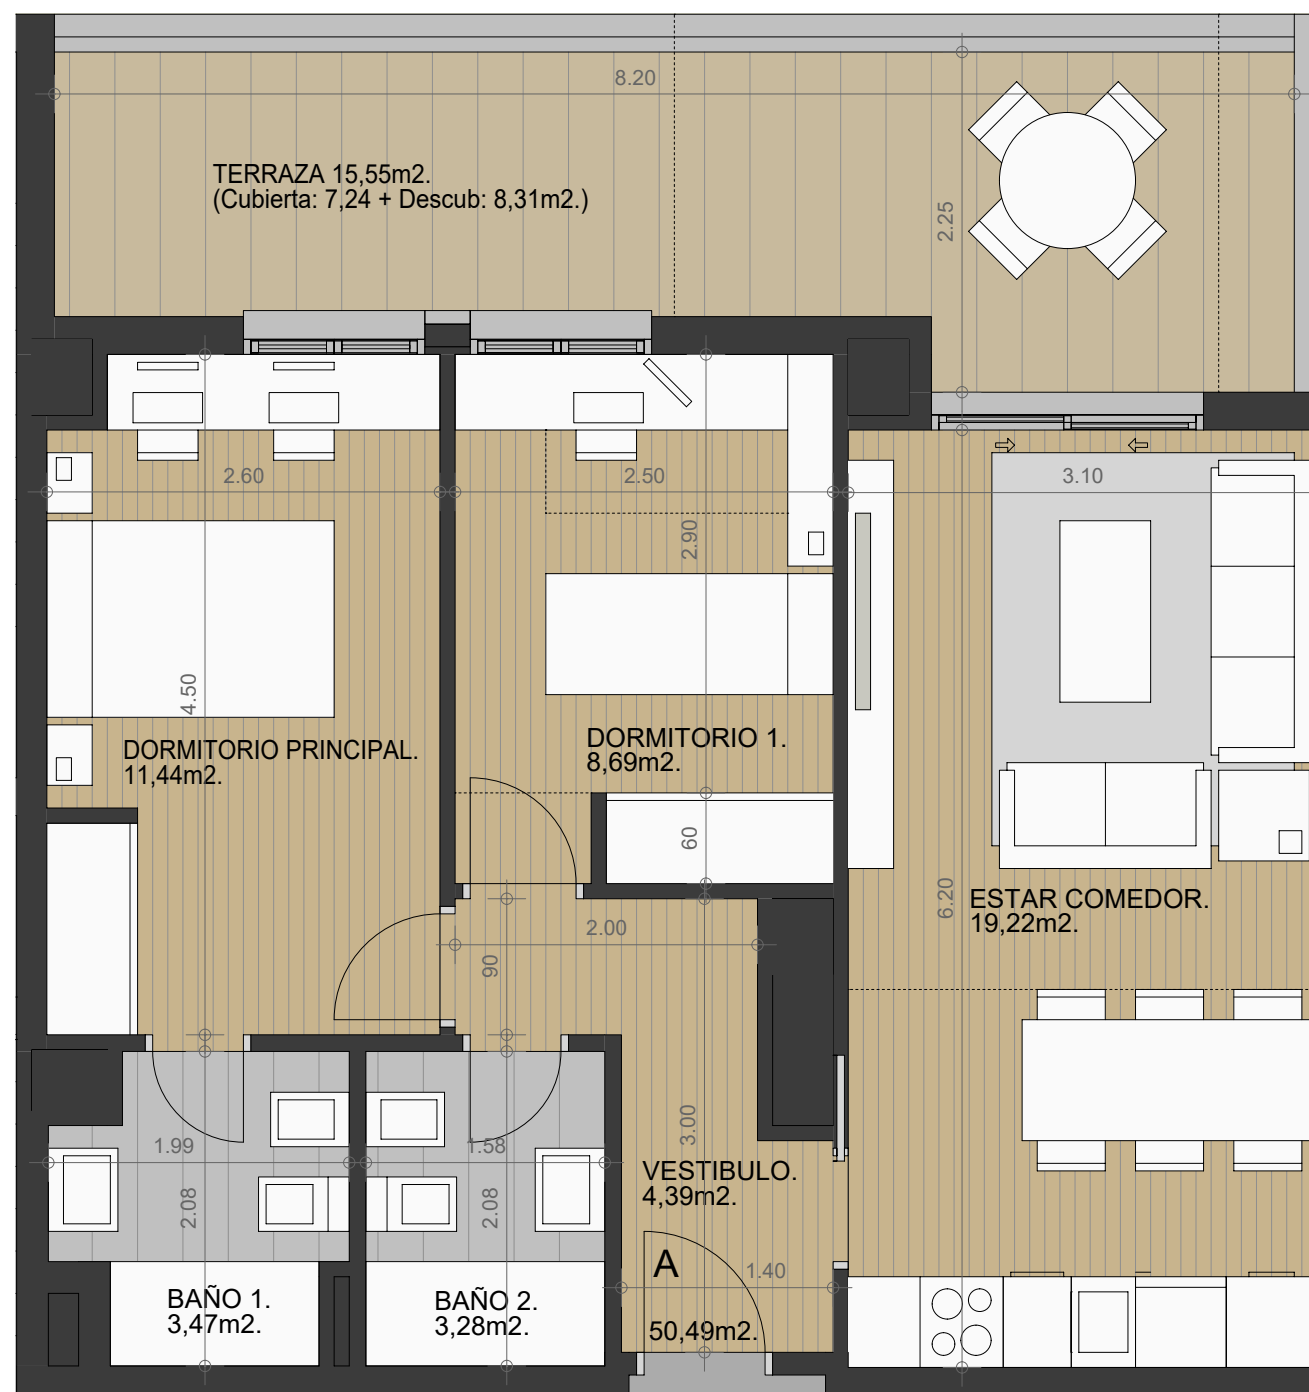 8.20
TERRAZA 15,55m2.
(Cubierta: 7,24 + Descub: 8,31m2.)
2.25
2.60
2.50
3.10
2.90
4.50
DORMITORIO PRINCIPAL.
11,44m2.
DORMITORIO 1.
8,69m2.
60
6.20
ESTAR COMEDOR.
19,22m2.
2.00
90
3.00
1.99
1.58
VESTIBULO.
4,39m2.
2.08
2.08
A
1.40
BAÑO 1.
3,47m2.
BAÑO 2.
3,28m2.
50,49m2.